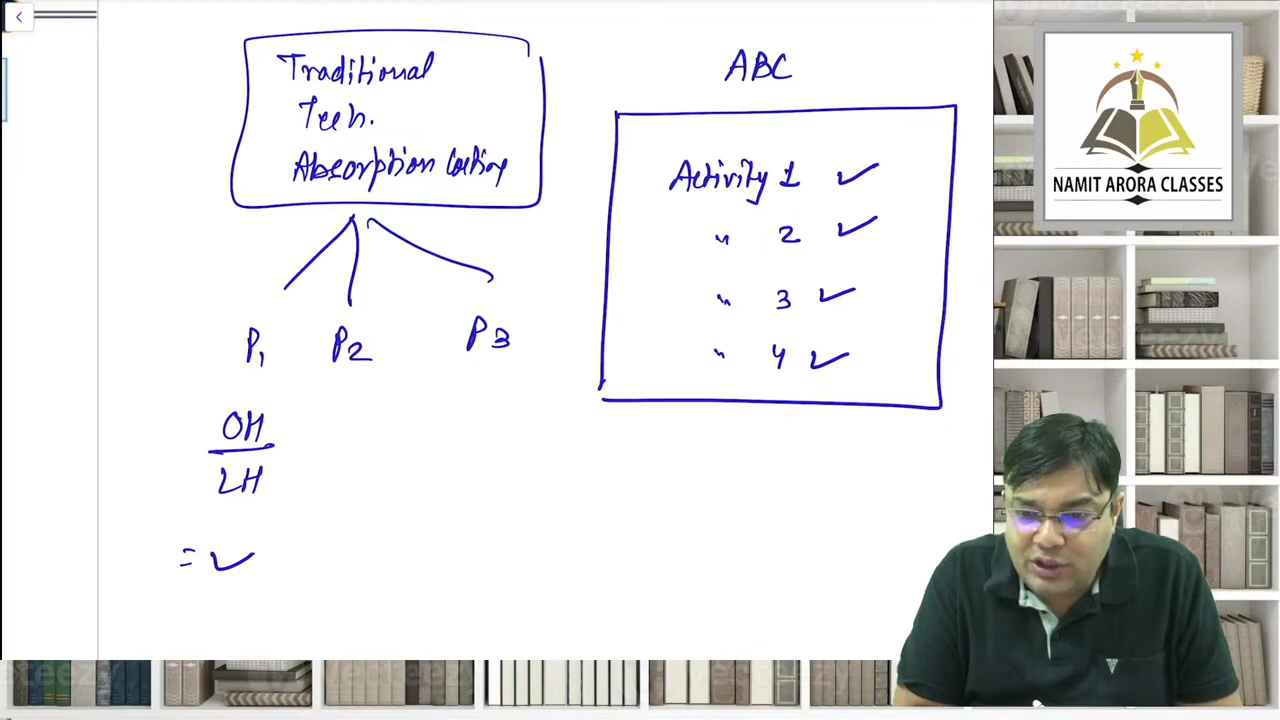 Traditional
Tech.
Absorption Costing
P1 P2 P3
OH
LH
= ✓
ABC
Activity 1 ✓
" 2 ✓
" 3 ✓
" 4 ✓
NAMIT ARORA CLASSES